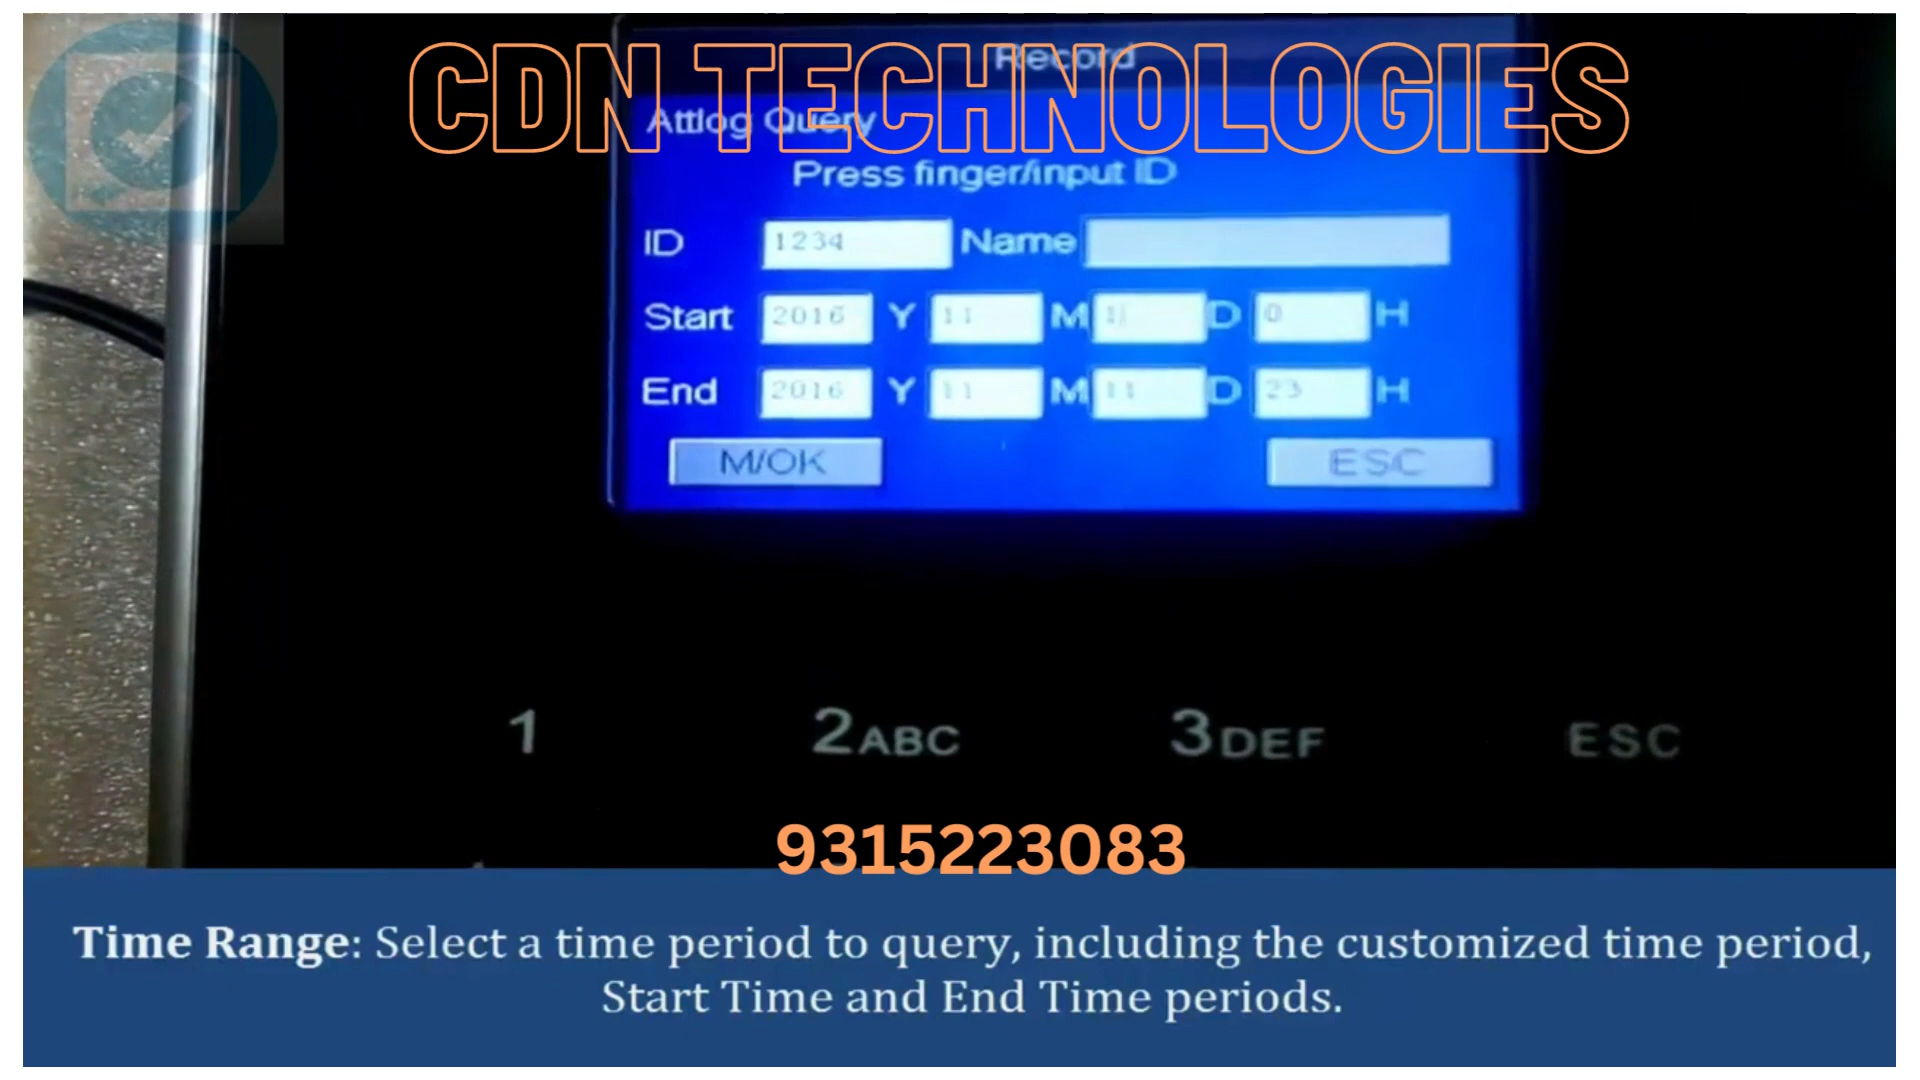 CDN TECHNOLOGIES
Record
Attlog Query
Press finger/input ID
ID 1234 Name
Start 2016 Y 11 M 1 D 0 H
End 2016 Y 11 M 11 D 23 H
M/OK ESC
1 2ABC 3DEF ESC
9315223083
Time Range: Select a time period to query, including the customized time period,
Start Time and End Time periods.